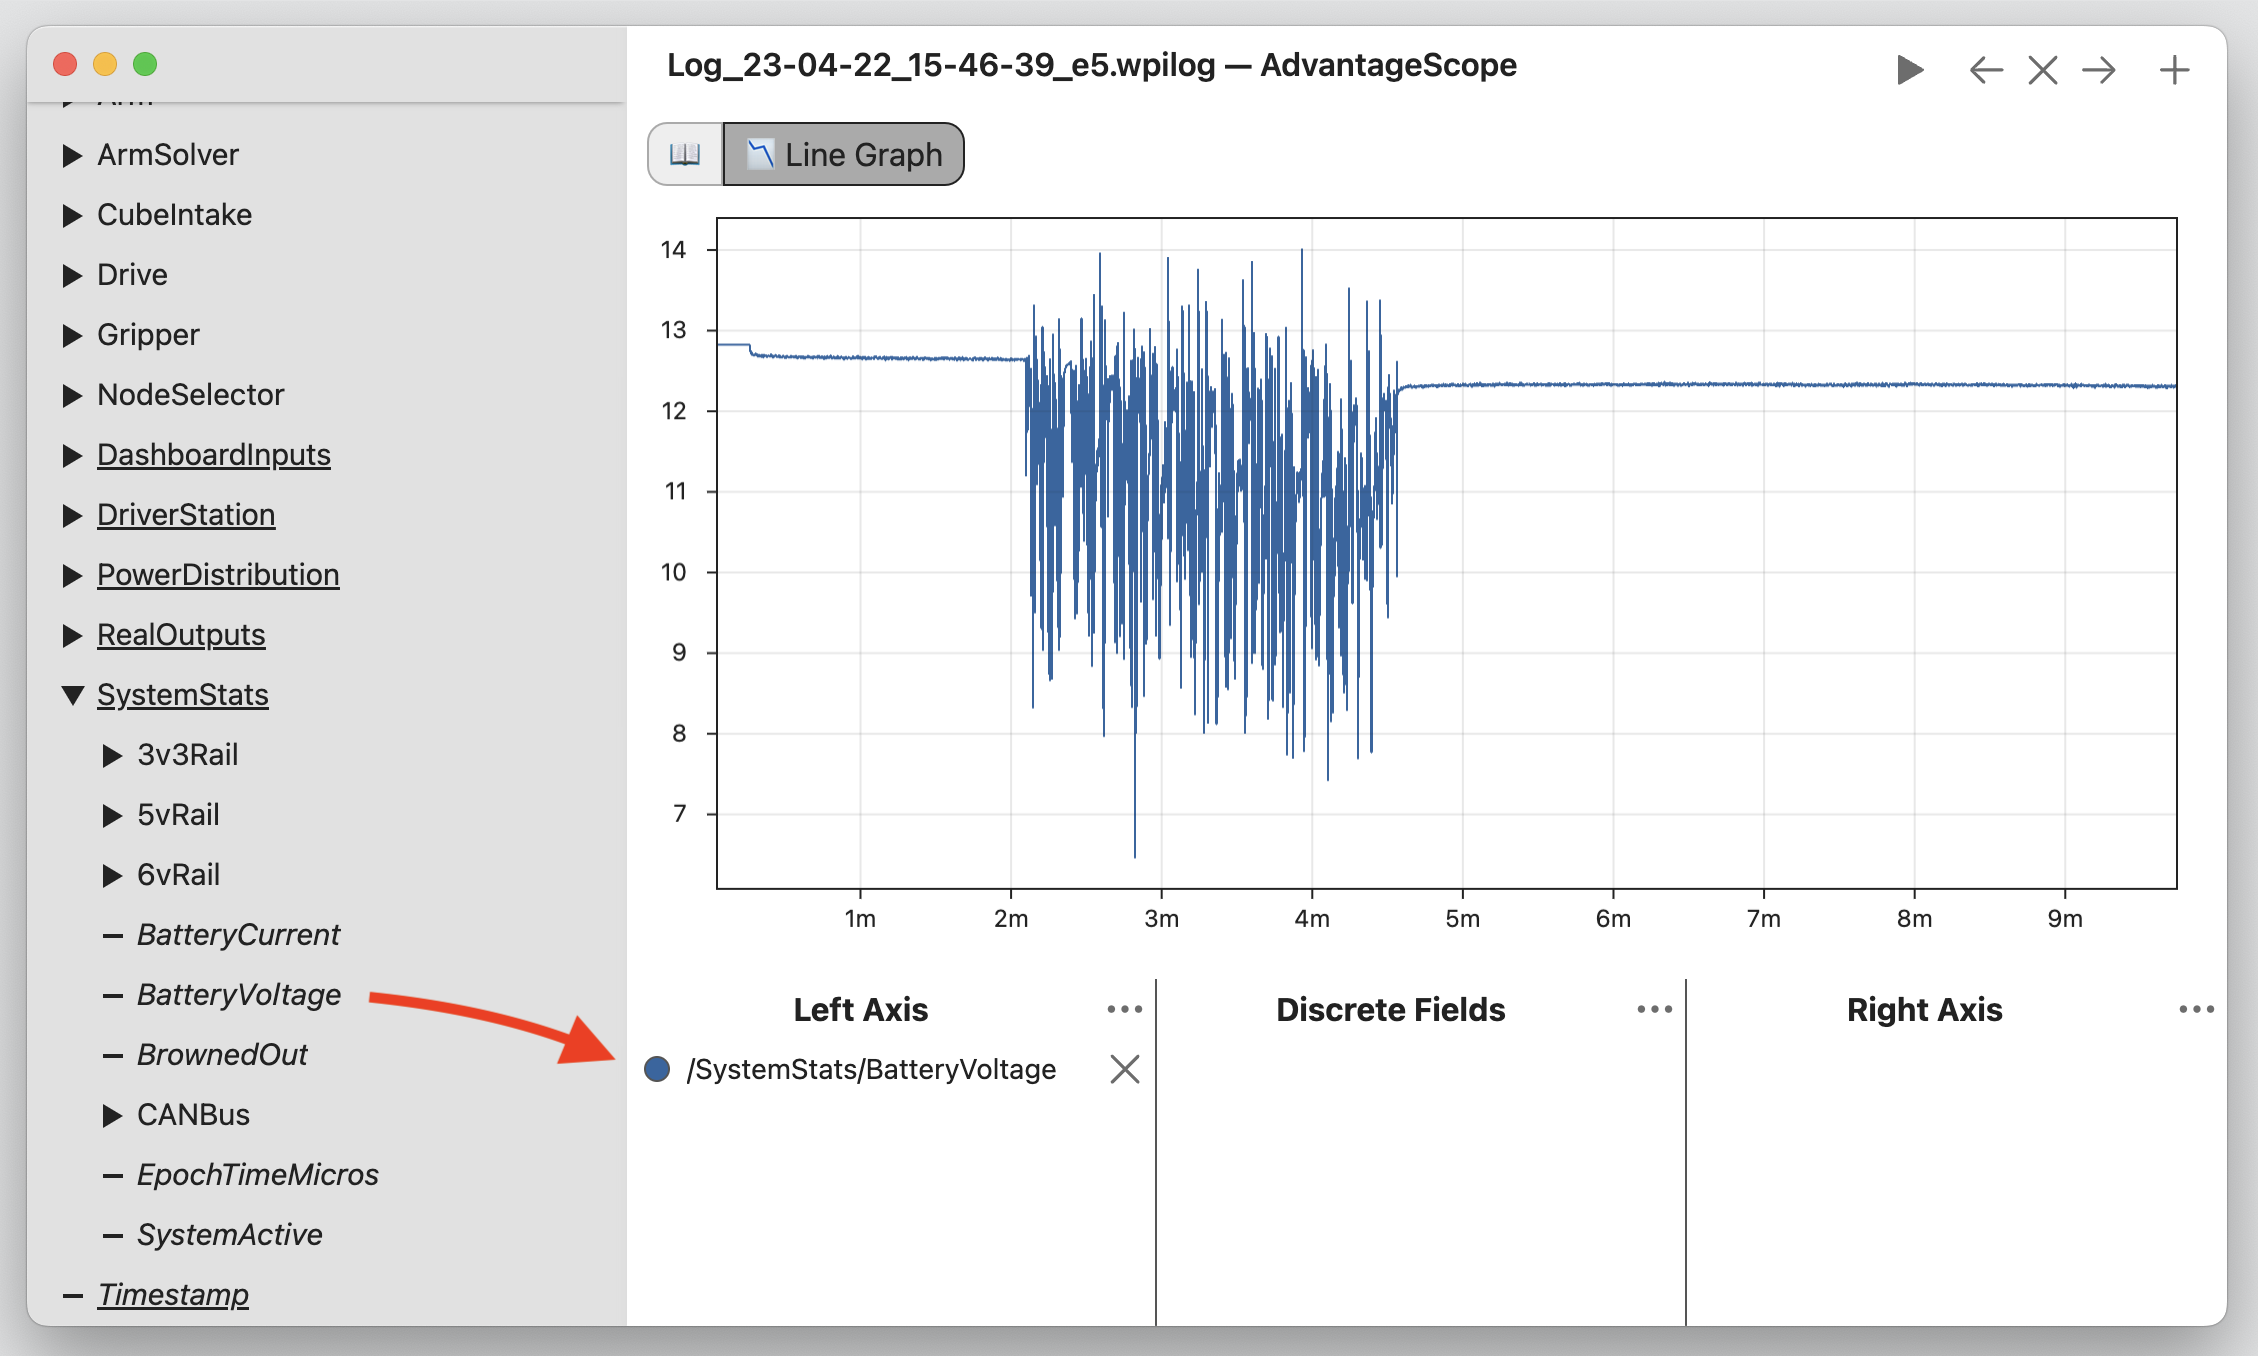 Log_23-04-22_15-46-39_e5.wpilog — AdvantageScope
Arm
ArmSolver
CubeIntake
Drive
Gripper
NodeSelector
DashboardInputs
DriverStation
PowerDistribution
RealOutputs
SystemStats
3v3Rail
5vRail
6vRail
BatteryCurrent
BatteryVoltage
BrownedOut
CANBus
EpochTimeMicros
SystemActive
Timestamp
Line Graph
14
13
12
11
10
9
8
7
1m 2m 3m 4m 5m 6m 7m 8m 9m
Left Axis
/SystemStats/BatteryVoltage
Discrete Fields
Right Axis